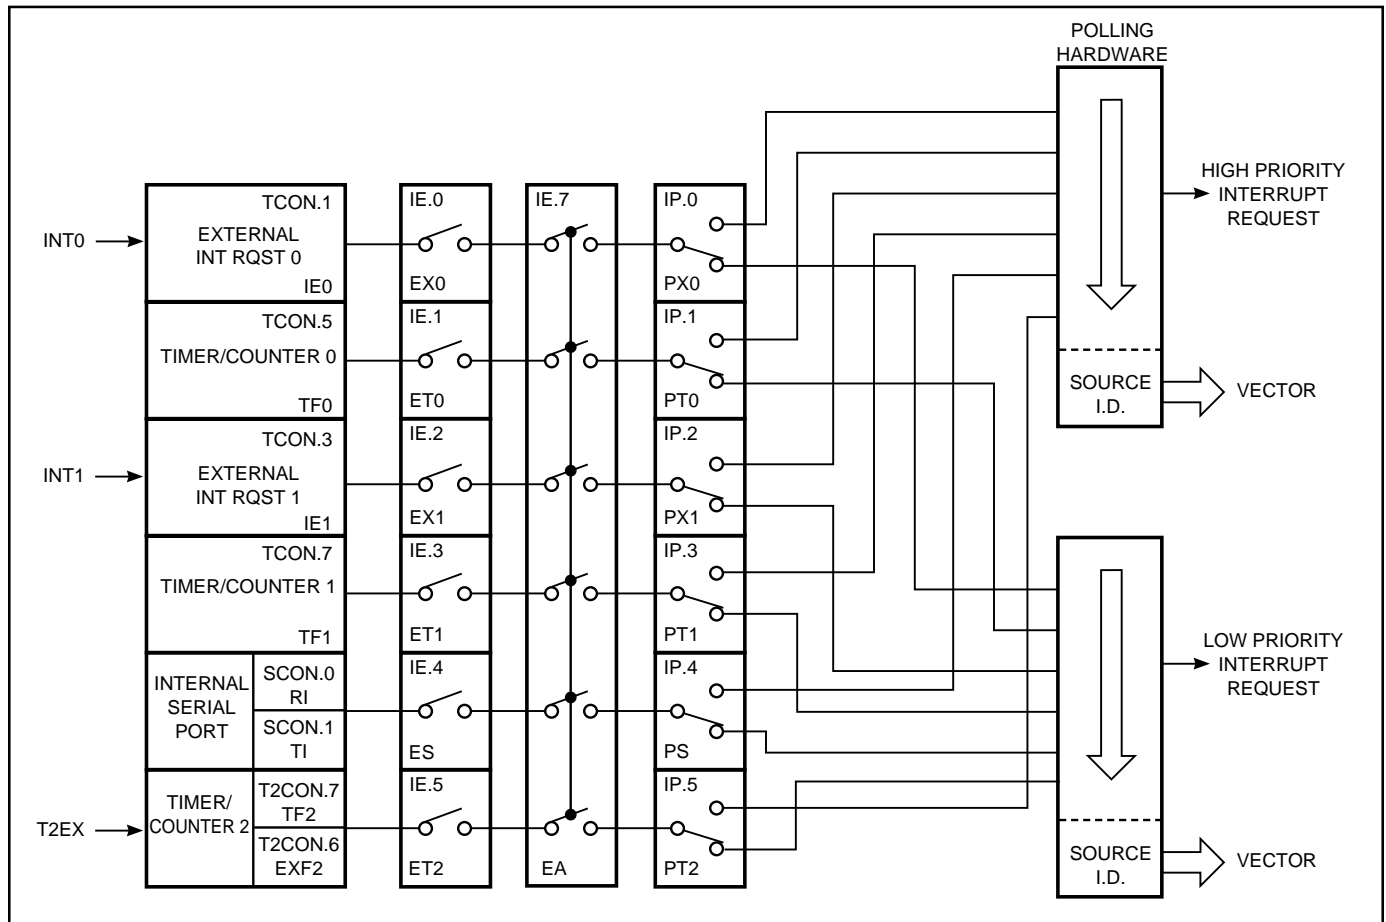 POLLING
HARDWARE
HIGH PRIORITY
INTERRUPT
REQUEST
SOURCE
I.D.
VECTOR
INT0
TCON.1
EXTERNAL
INT RQST 0
IE0
IE.0
EX0
IE.7
IP.0
PX0
TCON.5
TIMER/COUNTER 0
TF0
IE.1
ET0
IP.1
PT0
INT1
TCON.3
EXTERNAL
INT RQST 1
IE1
IE.2
EX1
IP.2
PX1
TCON.7
TIMER/COUNTER 1
TF1
IE.3
ET1
IP.3
PT1
INTERNAL
SERIAL
PORT
SCON.0
RI
SCON.1
TI
IE.4
ES
IP.4
PS
T2EX
TIMER/
COUNTER 2
T2CON.7
TF2
T2CON.6
EXF2
IE.5
ET2
EA
IP.5
PT2
LOW PRIORITY
INTERRUPT
REQUEST
SOURCE
I.D.
VECTOR